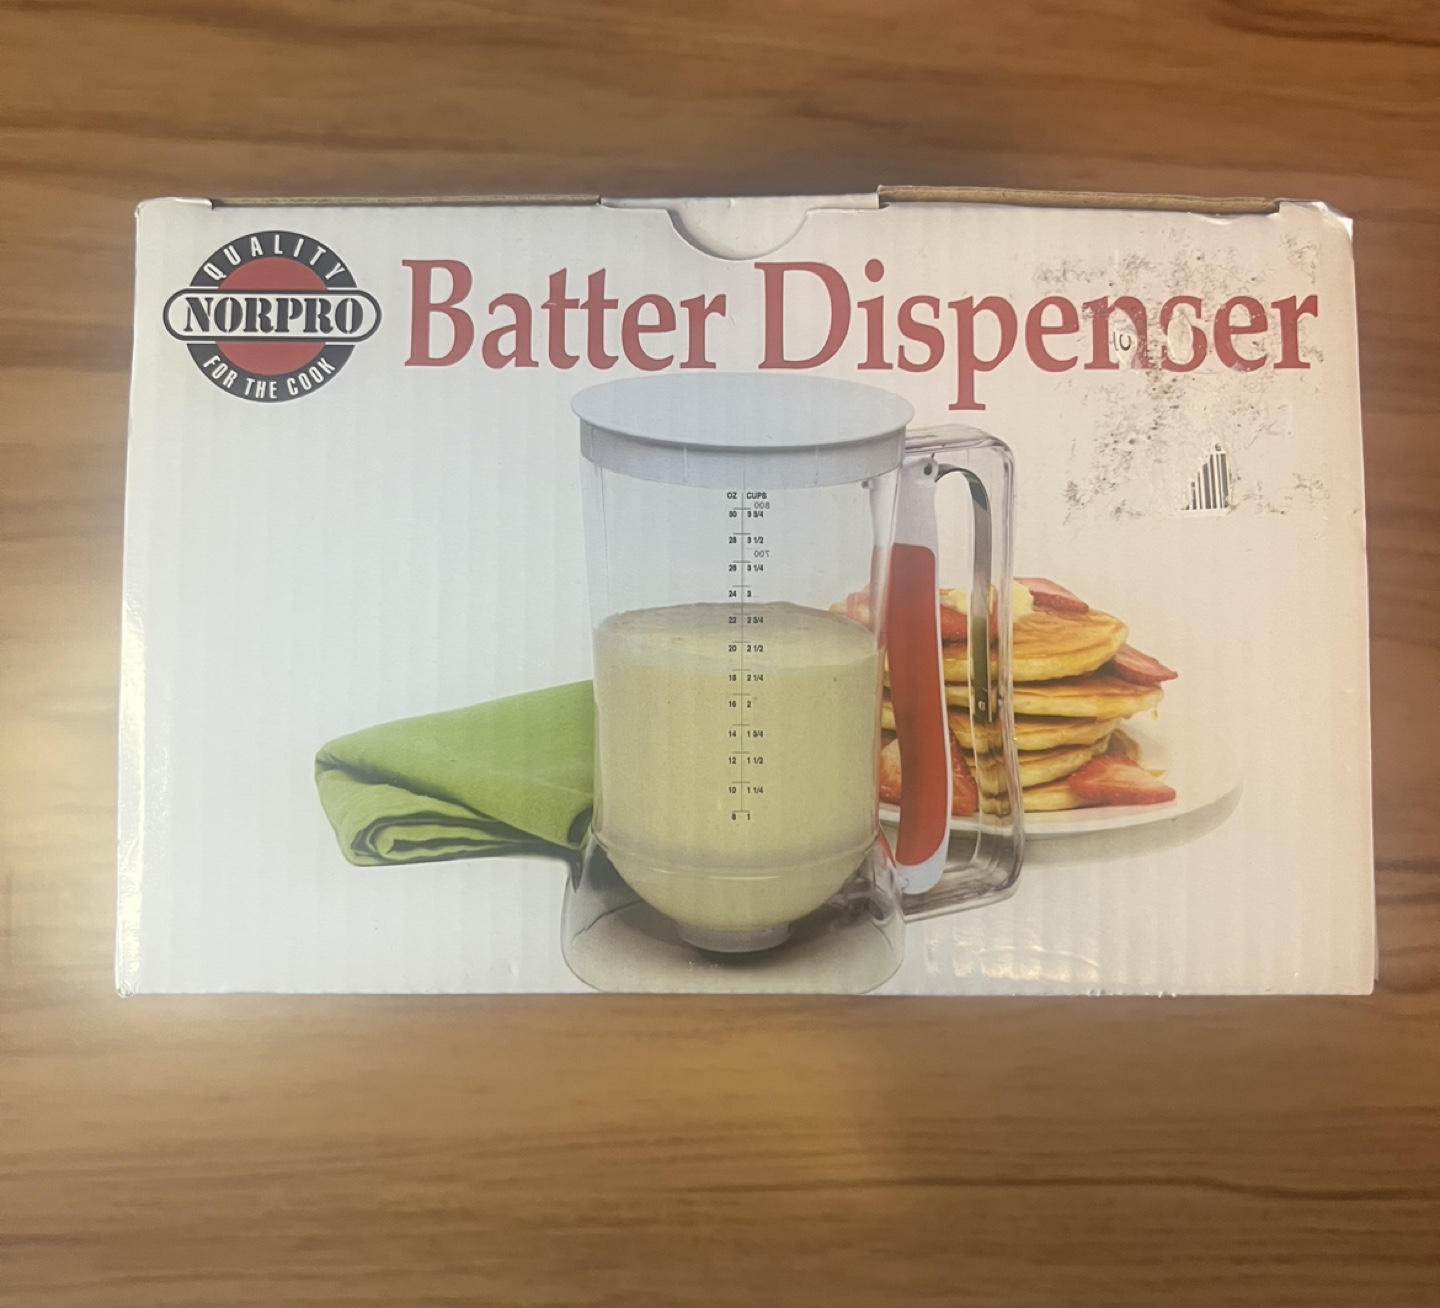 QUALITY
NORPRO
FOR THE COOK
Batter Dispenser
OZ CUPS
800
30 3 3/4
28 3 1/2
700
26 3 1/4
24 3
22 2 3/4
20 2 1/2
18 2 1/4
16 2
14 1 3/4
12 1 1/2
10 1 1/4
8 1